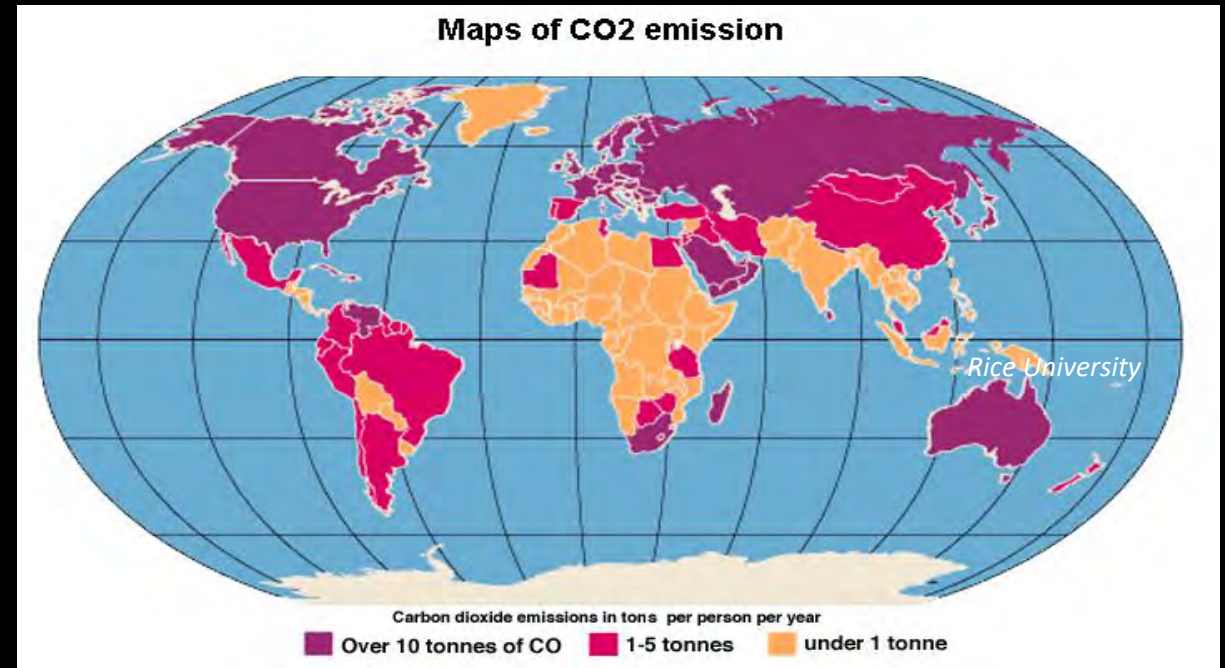 Maps of CO2 emission
Rice University
Carbon dioxide emissions in tons per person per year
Over 10 tonnes of CO 1-5 tonnes under 1 tonne